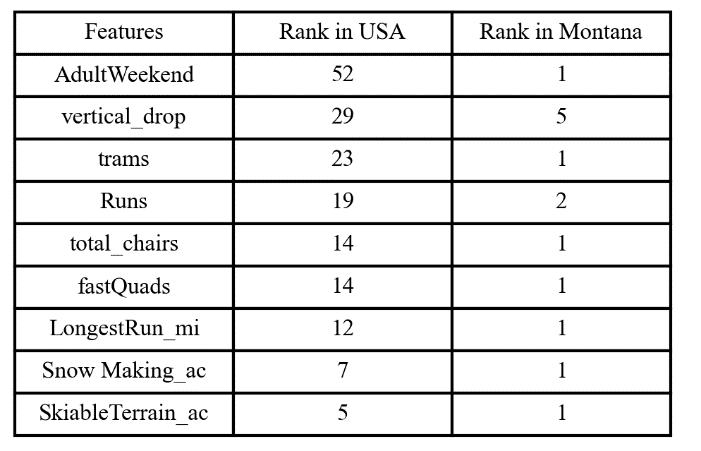 Features Rank in USA Rank in Montana
AdultWeekend 52 1
vertical_drop 29 5
trams 23 1
Runs 19 2
total_chairs 14 1
fastQuads 14 1
LongestRun_mi 12 1
Snow Making_ac 7 1
SkiableTerrain_ac 5 1